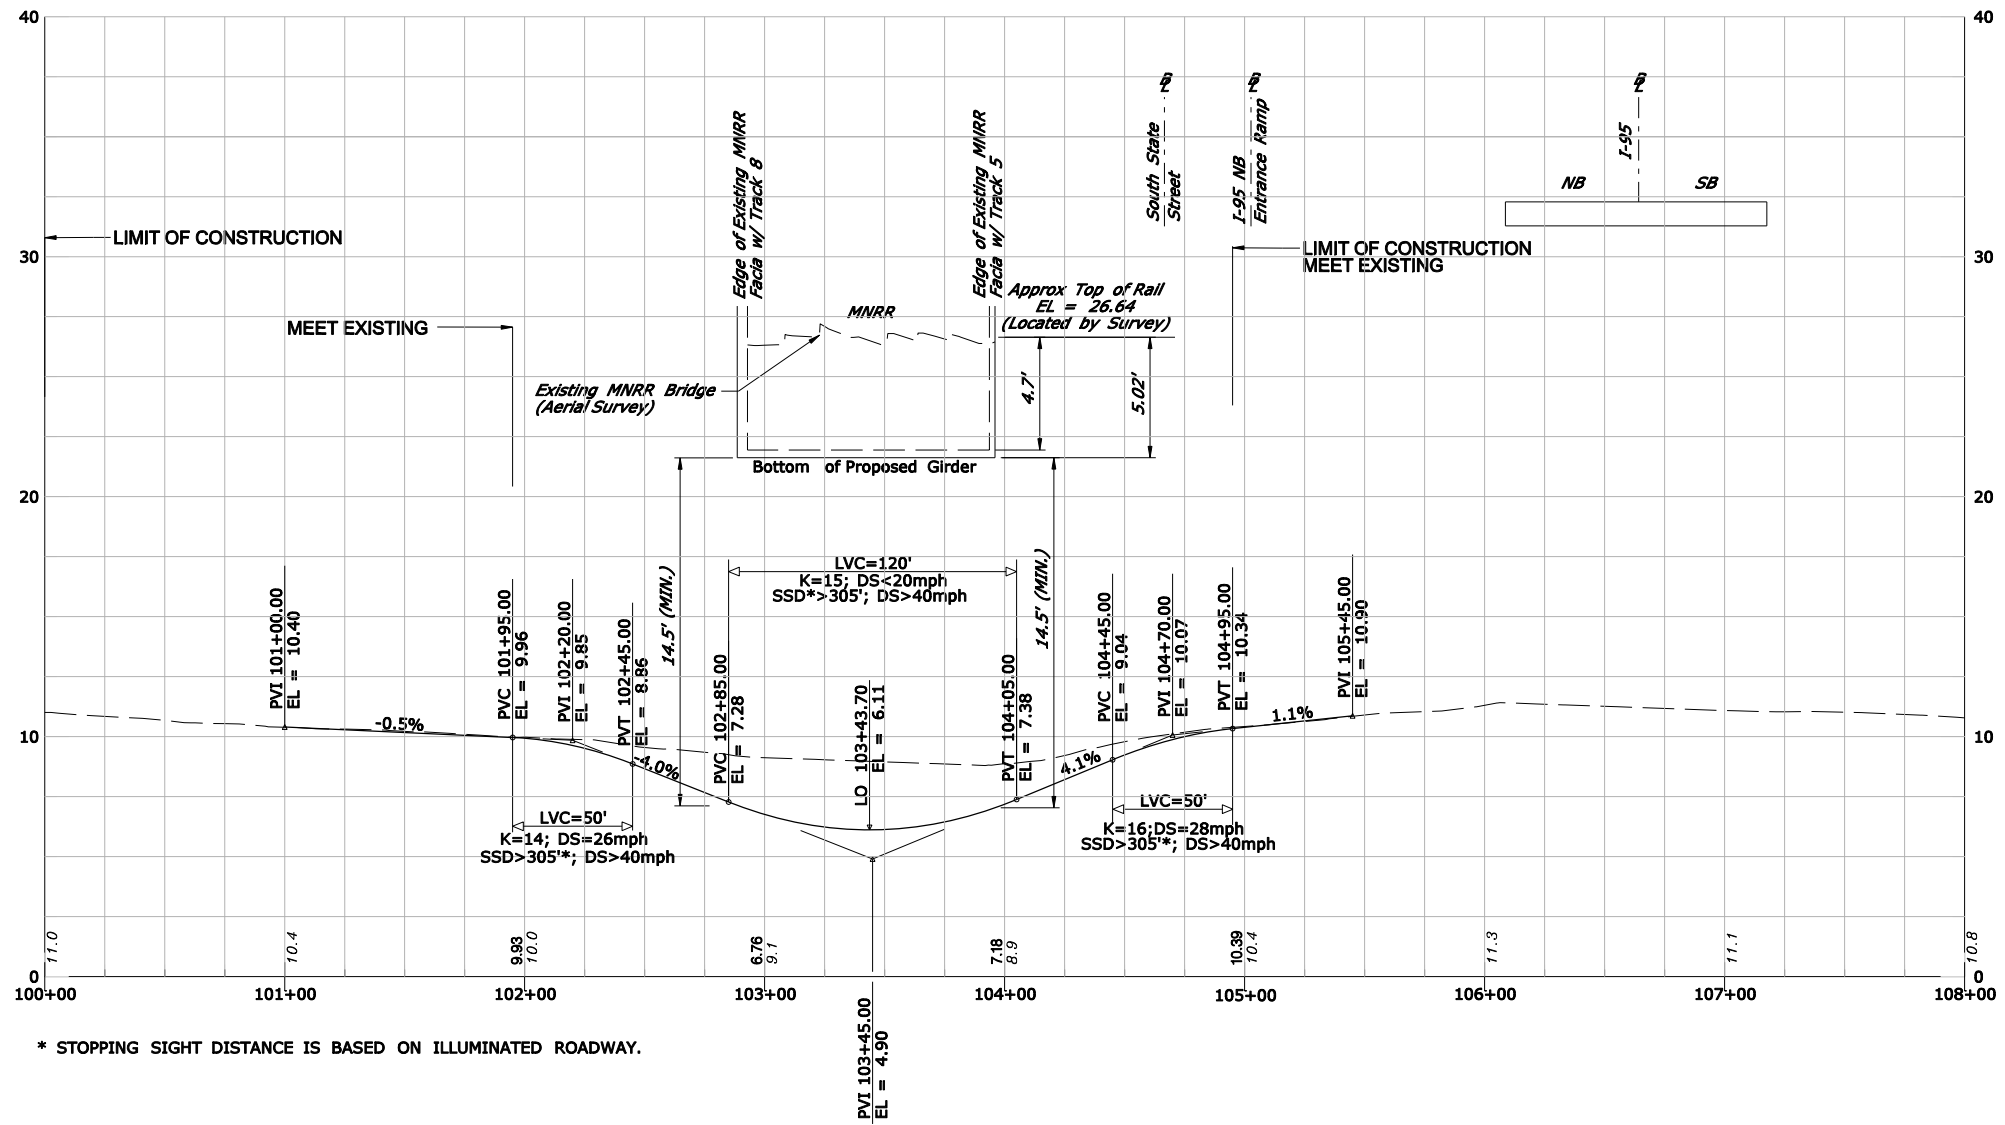 40
40
30
30
20
20
10
10
0
0
LIMIT OF CONSTRUCTION
MEET EXISTING
Edge of Existing MNRR
Facia w/ Track 8
Edge of Existing MNRR
Facia w/ Track 5
MNRR
Approx Top of Rail
EL = 26.64
(Located by Survey)
Existing MNRR Bridge
(Aerial Survey)
4.7'
5.02'
Bottom of Proposed Girder
South State
Street
I-95 NB
Entrance Ramp
I-95
NB
SB
LIMIT OF CONSTRUCTION
MEET EXISTING
14.5' (MIN.)
14.5' (MIN.)
LVC=120'
K=15; DS<20mph
SSD*>305'; DS>40mph
PVI 101+00.00
EL = 10.40
-0.5%
PVC 101+95.00
EL = 9.96
PVI 102+20.00
EL = 9.85
PVT 102+45.00
EL = 8.86
-4.0%
PVC 102+85.00
EL = 7.28
LO 103+43.70
EL = 6.11
PVT 104+05.00
EL = 7.38
4.1%
PVC 104+45.00
EL = 9.04
PVI 104+70.00
EL = 10.07
PVT 104+95.00
EL = 10.34
1.1%
PVI 105+45.00
EL = 10.90
LVC=50'
K=14; DS=26mph
SSD>305'*; DS>40mph
LVC=50'
K=16;DS=28mph
SSD>305'*; DS>40mph
11.0
10.4
9.93
10.0
6.76
9.1
7.18
8.9
10.39
10.4
11.3
11.1
10.8
100+00
101+00
102+00
103+00
104+00
105+00
106+00
107+00
108+00
PVI 103+45.00
EL = 4.90
* STOPPING SIGHT DISTANCE IS BASED ON ILLUMINATED ROADWAY.